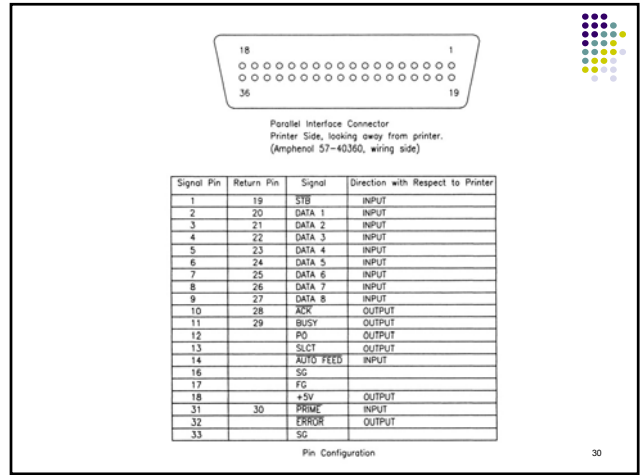 18 1
36 19
Parallel Interface Connector
Printer Side, looking away from printer.
(Amphenol 57-40360, wiring side)
Signal Pin Return Pin Signal Direction with Respect to Printer
1 19 STB INPUT
2 20 DATA 1 INPUT
3 21 DATA 2 INPUT
4 22 DATA 3 INPUT
5 23 DATA 4 INPUT
6 24 DATA 5 INPUT
7 25 DATA 6 INPUT
8 26 DATA 7 INPUT
9 27 DATA 8 INPUT
10 28 ACK OUTPUT
11 29 BUSY OUTPUT
12 PO OUTPUT
13 SLCT OUTPUT
14 AUTO FEED INPUT
16 SG
17 FG
18 +5V OUTPUT
31 30 PRIME INPUT
32 ERROR OUTPUT
33 SG
Pin Configuration
30